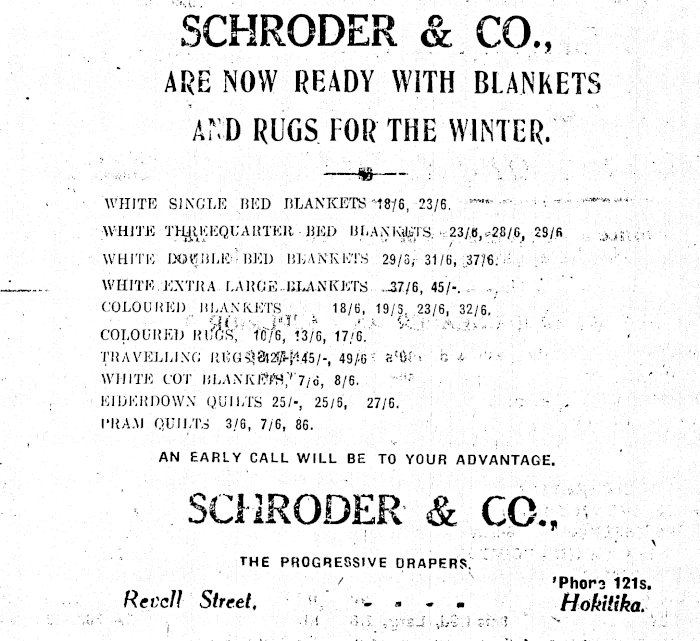 SCHRODER & CO.,
ARE NOW READY WITH BLANKETS
AND RUGS FOR THE WINTER.
WHITE SINGLE BED BLANKETS 18/6, 23/6.
WHITE THREEQUARTER BED BLANKETS, 23/6, 28/6, 29/6
WHITE DOUBLE BED BLANKETS 29/6, 31/6, 37/6.
WHITE EXTRA LARGE BLANKETS 37/6, 45/-.
COLOURED BLANKETS 18/6, 19/6, 23/6, 32/6.
COLOURED RUGS, 10/6, 13/6, 17/6.
TRAVELLING RUGS 42/-, 45/-, 49/6
WHITE COT BLANKETS, 7/6, 8/6.
EIDERDOWN QUILTS 25/-, 25/6, 27/6.
PRAM QUILTS 3/6, 7/6, 86.
AN EARLY CALL WILL BE TO YOUR ADVANTAGE.
SCHRODER & CO.,
THE PROGRESSIVE DRAPERS.
'Phone 121s.
Revell Street. - - - - Hokitika.